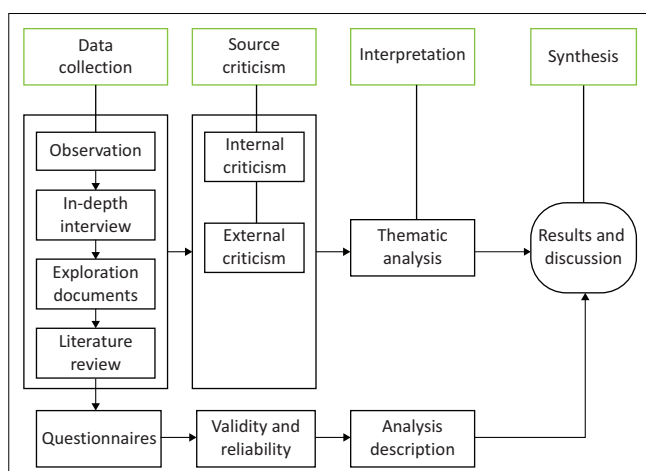 Data
collection
Source
criticism
Interpretation
Synthesis
Observation
In-depth
interview
Exploration
documents
Literature
review
Internal
criticism
External
criticism
Thematic
analysis
Results and
discussion
Questionnaires
Validity and
reliability
Analysis
description